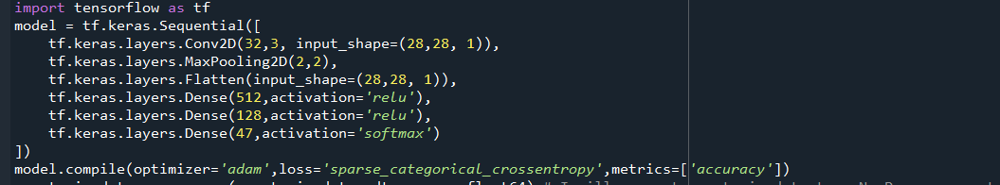 import tensorflow as tf
model = tf.keras.Sequential([
    tf.keras.layers.Conv2D(32,3, input_shape=(28,28, 1)),
    tf.keras.layers.MaxPooling2D(2,2),
    tf.keras.layers.Flatten(input_shape=(28,28, 1)),
    tf.keras.layers.Dense(512,activation='relu'),
    tf.keras.layers.Dense(128,activation='relu'),
    tf.keras.layers.Dense(47,activation='softmax')
])
model.compile(optimizer='adam',loss='sparse_categorical_crossentropy',metrics=['accuracy'])